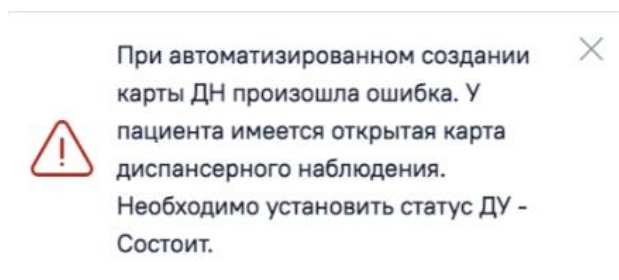 При автоматизированном создании
карты ДН произошла ошибка. У
пациента имеется открытая карта
диспансерного наблюдения.
Необходимо установить статус ДУ -
Состоит.